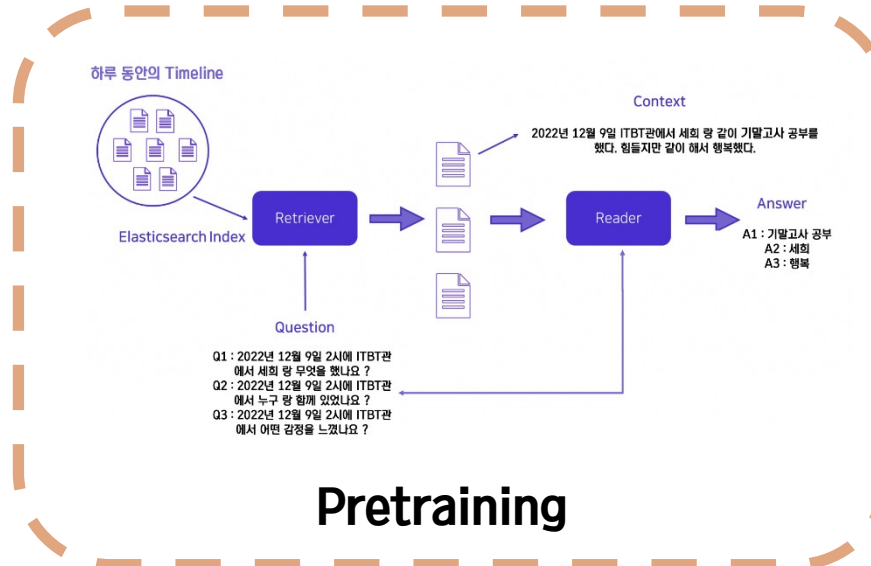 하루 동안의 Timeline
Context
2022년 12월 9일 ITBT관에서 세희 랑 같이 기말고사 공부를
했다. 힘들지만 같이 해서 행복했다.
Retriever
Reader
Elasticsearch Index
Answer
A1 : 기말고사 공부
A2 : 세희
A3 : 행복
Question
Q1 : 2022년 12월 9일 2시에 ITBT관
에서 세희 랑 무엇을 했나요 ?
Q2 : 2022년 12월 9일 2시에 ITBT관
에서 누구 랑 함께 있었나요 ?
Q3 : 2022년 12월 9일 2시에 ITBT관
에서 어떤 감정을 느꼈나요 ?
Pretraining